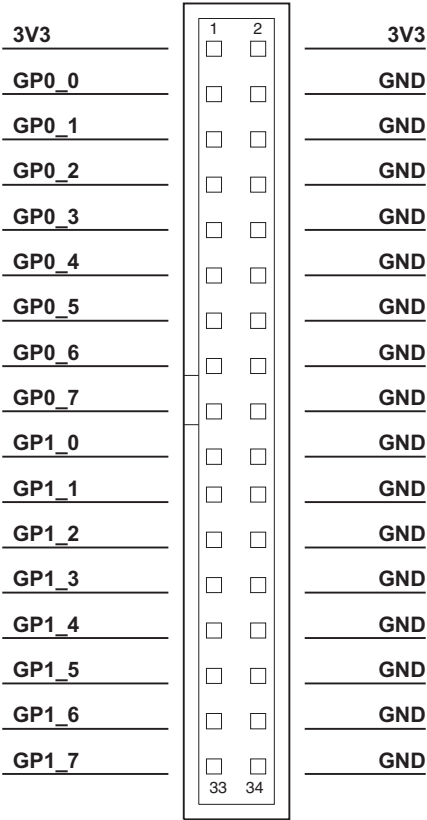 3V3 1 2 3V3
GP0_0 GND
GP0_1 GND
GP0_2 GND
GP0_3 GND
GP0_4 GND
GP0_5 GND
GP0_6 GND
GP0_7 GND
GP1_0 GND
GP1_1 GND
GP1_2 GND
GP1_3 GND
GP1_4 GND
GP1_5 GND
GP1_6 GND
GP1_7 GND
33 34